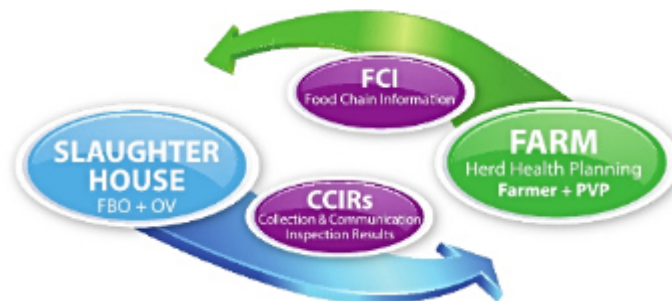 FCI
Food Chain Information
SLAUGHTER
HOUSE
FBO + OV
FARM
Herd Health Planning
Farmer + PVP
CCIRs
Collection & Communication
Inspection Results